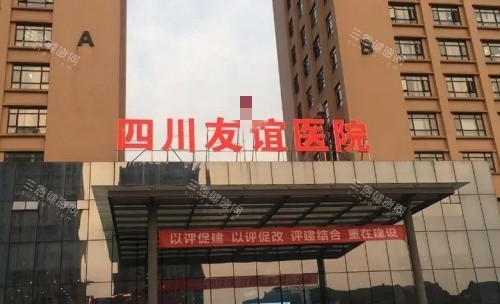 A
B
四川友谊医院
以评促建 以评促改 评建结合 重在建设